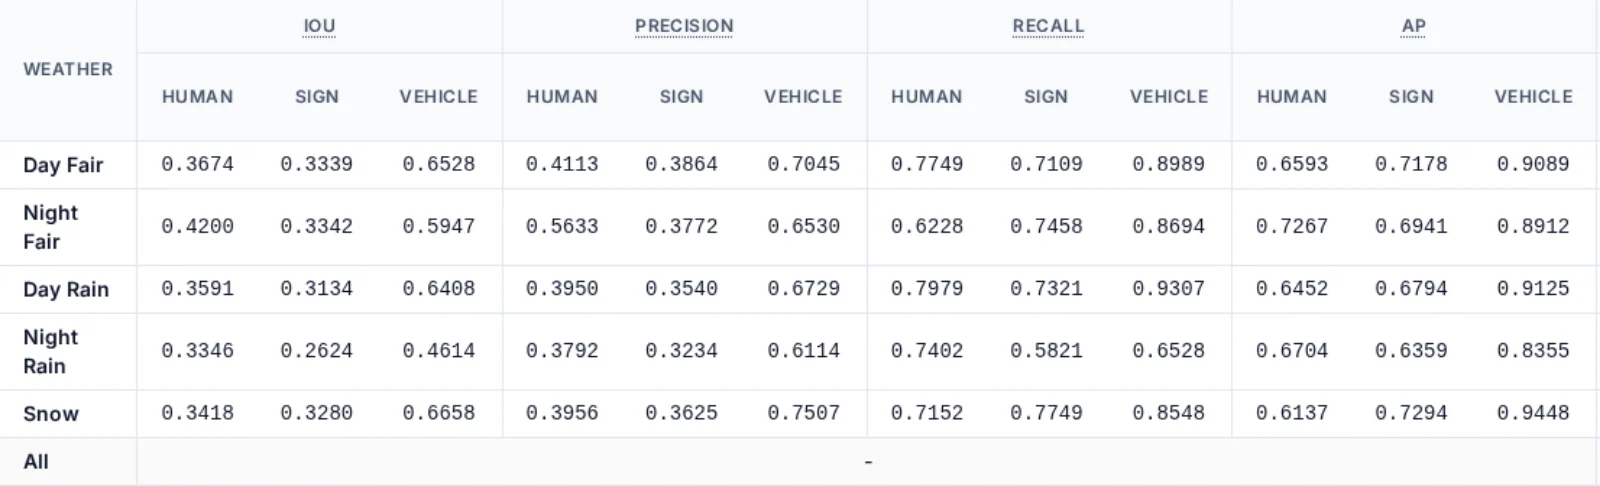 WEATHER IOU PRECISION RECALL AP
HUMAN SIGN VEHICLE HUMAN SIGN VEHICLE HUMAN SIGN VEHICLE HUMAN SIGN VEHICLE
Day Fair 0.3674 0.3339 0.6528 0.4113 0.3864 0.7045 0.7749 0.7109 0.8989 0.6593 0.7178 0.9089
Night Fair 0.4200 0.3342 0.5947 0.5633 0.3772 0.6530 0.6228 0.7458 0.8694 0.7267 0.6941 0.8912
Day Rain 0.3591 0.3134 0.6408 0.3950 0.3540 0.6729 0.7979 0.7321 0.9307 0.6452 0.6794 0.9125
Night Rain 0.3346 0.2624 0.4614 0.3792 0.3234 0.6114 0.7402 0.5821 0.6528 0.6704 0.6359 0.8355
Snow 0.3418 0.3280 0.6658 0.3956 0.3625 0.7507 0.7152 0.7749 0.8548 0.6137 0.7294 0.9448
All -